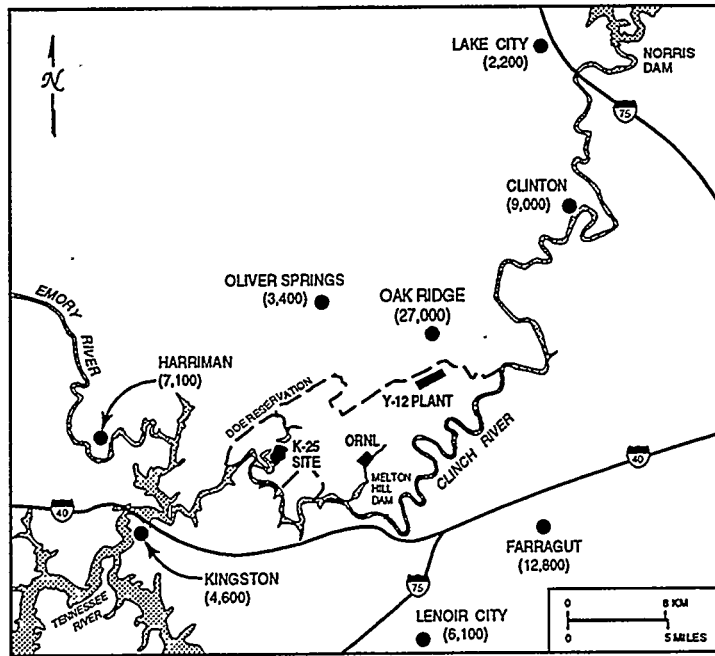 LAKE CITY
(2,200)
NORRIS
DAM
N
75
CLINTON
(9,000)
OLIVER SPRINGS
(3,400)
OAK RIDGE
(27,000)
EMORY
RIVER
HARRIMAN
(7,100)
DOE RESERVATION
Y-12 PLANT
K-25
SITE
ORNL
CLINCH RIVER
MELTON
HILL
DAM
40
40
KINGSTON
(4,600)
FARRAGUT
(12,800)
TENNESSEE
RIVER
75
LENOIR CITY
(6,100)
0 8 KM
0 5 MILES